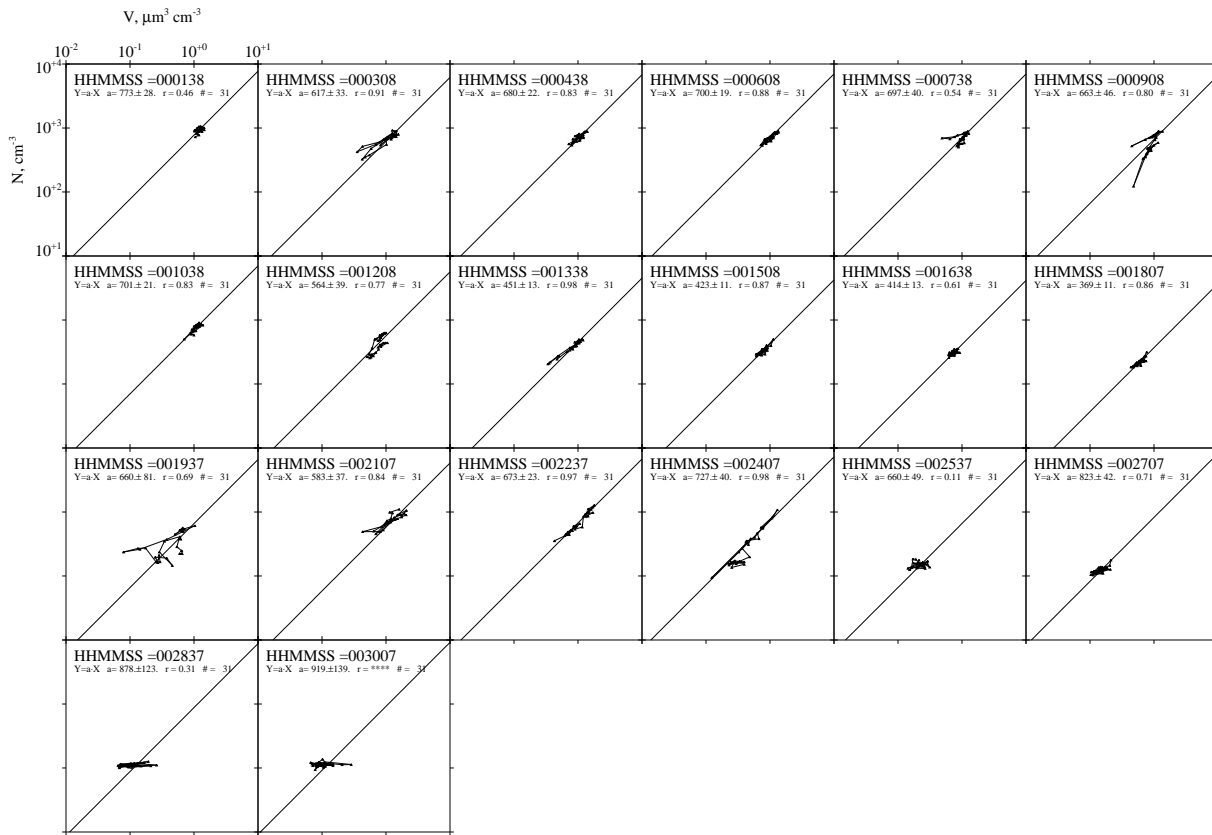 V, μm³ cm⁻³
10⁻² 10⁻¹ 10⁺⁰ 10⁺¹
N, cm⁻³
10⁺⁴
10⁺³
10⁺²
10⁺¹
HHMMSS =000138
Y=a·X a= 773.± 28. r = 0.46 # = 31
HHMMSS =000308
Y=a·X a= 617.± 33. r = 0.91 # = 31
HHMMSS =000438
Y=a·X a= 680.± 22. r = 0.83 # = 31
HHMMSS =000608
Y=a·X a= 700.± 19. r = 0.88 # = 31
HHMMSS =000738
Y=a·X a= 697.± 40. r = 0.54 # = 31
HHMMSS =000908
Y=a·X a= 663.± 46. r = 0.80 # = 31
HHMMSS =001038
Y=a·X a= 701.± 21. r = 0.83 # = 31
HHMMSS =001208
Y=a·X a= 564.± 39. r = 0.77 # = 31
HHMMSS =001338
Y=a·X a= 451.± 13. r = 0.98 # = 31
HHMMSS =001508
Y=a·X a= 423.± 11. r = 0.87 # = 31
HHMMSS =001638
Y=a·X a= 414.± 13. r = 0.61 # = 31
HHMMSS =001807
Y=a·X a= 369.± 11. r = 0.86 # = 31
HHMMSS =001937
Y=a·X a= 660.± 81. r = 0.69 # = 31
HHMMSS =002107
Y=a·X a= 583.± 37. r = 0.84 # = 31
HHMMSS =002237
Y=a·X a= 673.± 23. r = 0.97 # = 31
HHMMSS =002407
Y=a·X a= 727.± 40. r = 0.98 # = 31
HHMMSS =002537
Y=a·X a= 660.± 49. r = 0.11 # = 31
HHMMSS =002707
Y=a·X a= 823.± 42. r = 0.71 # = 31
HHMMSS =002837
Y=a·X a= 878.±123. r = 0.31 # = 31
HHMMSS =003007
Y=a·X a= 919.±139. r = **** # = 31